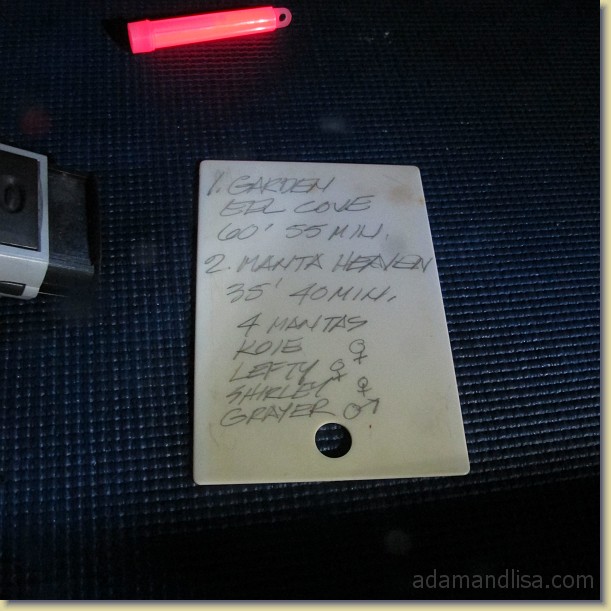 1. GARDEN
EEL COVE
60' 55 MIN.
2. MANTA HEAVEN
35' 40 MIN.
4 MANTAS
KOIE ♀
LEFTY ♀
SHIRLEY ♀
GRAYER ♂
adamandlisa.com